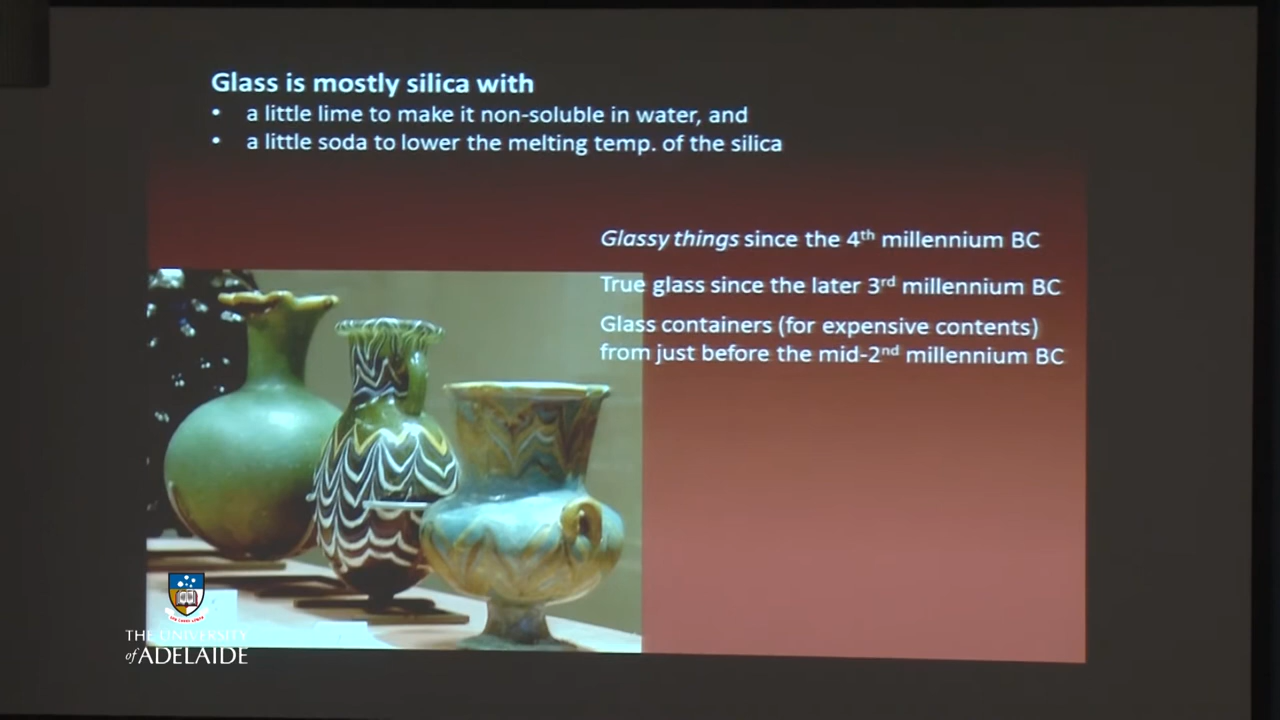 Glass is mostly silica with
• a little lime to make it non-soluble in water, and
• a little soda to lower the melting temp. of the silica
Glassy things since the 4th millennium BC
True glass since the later 3rd millennium BC
Glass containers (for expensive contents)
from just before the mid-2nd millennium BC
THE UNIVERSITY
of ADELAIDE